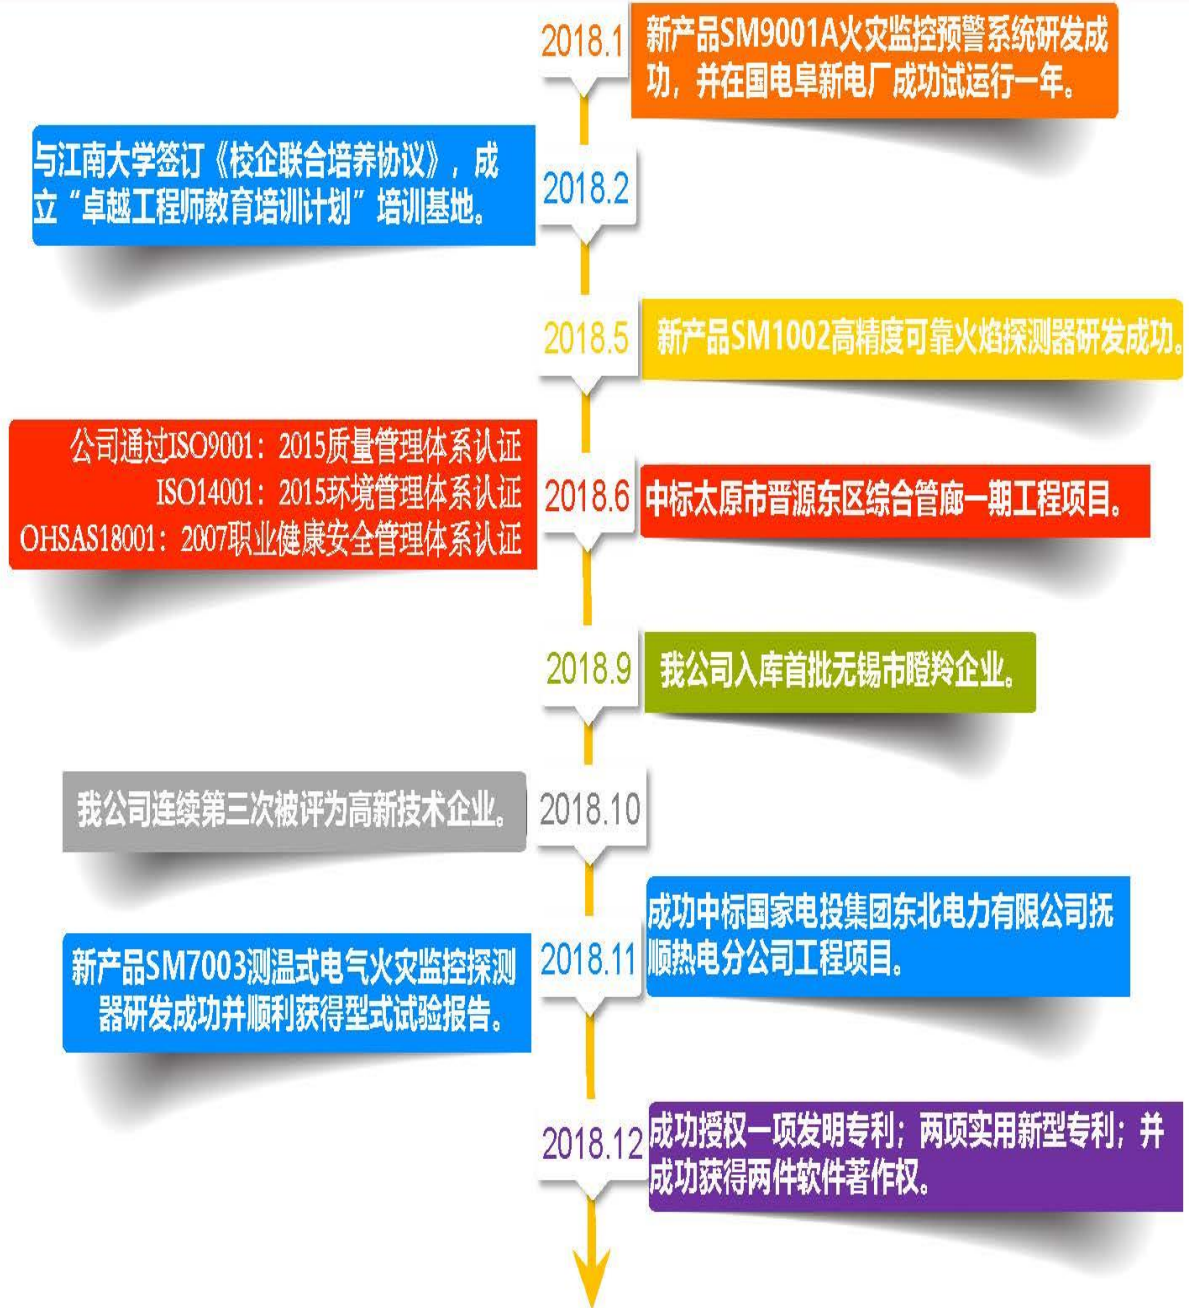 2018.1
新产品SM9001A火灾监控预警系统研发成
功，并在国电阜新电厂成功试运行一年。
与江南大学签订《校企联合培养协议》，成
立“卓越工程师教育培训计划”培训基地。
2018.2
2018.5
新产品SM1002高精度可靠火焰探测器研发成功。
公司通过ISO9001：2015质量管理体系认证
ISO14001：2015环境管理体系认证
OHSAS18001：2007职业健康安全管理体系认证
2018.6
中标太原市晋源东区综合管廊一期工程项目。
2018.9
我公司入库首批无锡市瞪羚企业。
我公司连续第三次被评为高新技术企业。
2018.10
新产品SM7003测温式电气火灾监控探测
器研发成功并顺利获得型式试验报告。
2018.11
成功中标国家电投集团东北电力有限公司抚
顺热电分公司工程项目。
2018.12
成功授权一项发明专利；两项实用新型专利；并
成功获得两件软件著作权。